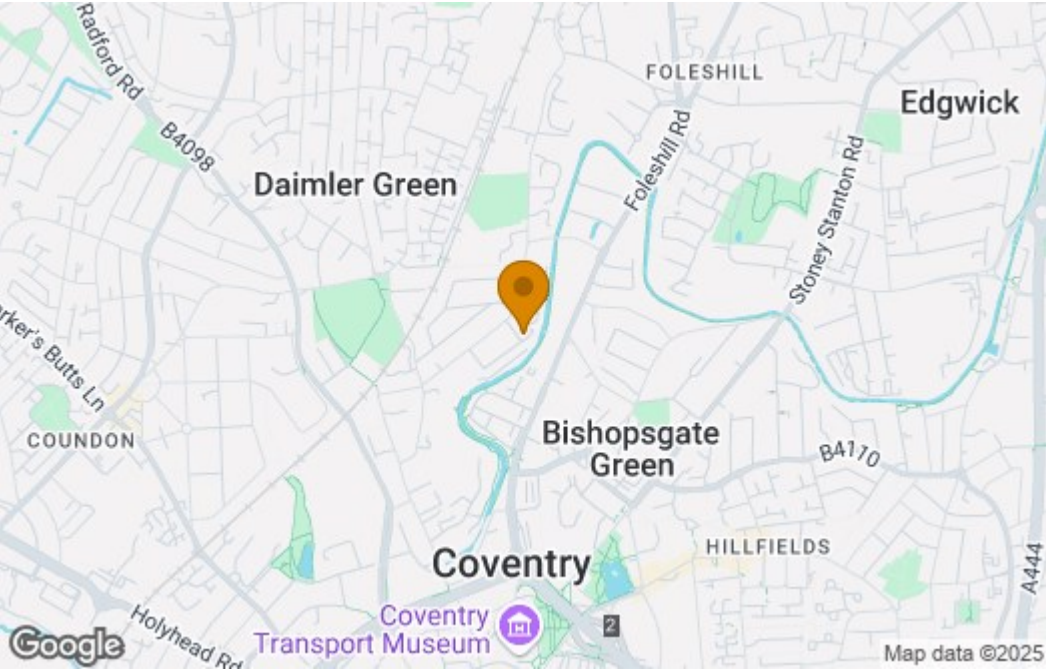 Radford Rd
B4098
FOLESHILL
Edgwick
Foleshill Rd
Daimler Green
Stoney Stanton Rd
arker's Butts Ln
COUNDON
Bishopsgate
Green
B4110
HILLFIELDS
Coventry
A444
Coventry
Transport Museum
2
Holyhead Rd
Google
Map data ©2025